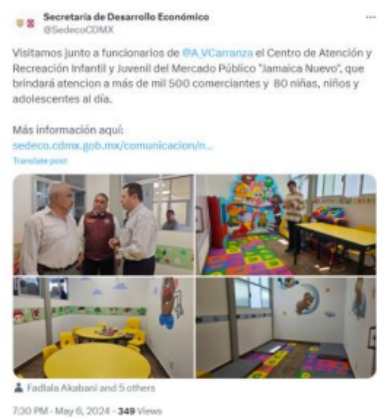 Secretaría de Desarrollo Económico
@SedecoCDMX
Visitamos junto a funcionarios de @A_VCarranza el Centro de Atención y
Recreación Infantil y Juvenil del Mercado Público "Jamaica Nuevo", que
brindará atencion a más de mil 500 comerciantes y 80 niñas, niños y
adolescentes al día.
Más información aquí:
sedeco.cdmx.gob.mx/comunicacion/n...
Translate post
Fadlala Akabani and 5 others
7:30 PM · May 6, 2024 · 349 Views